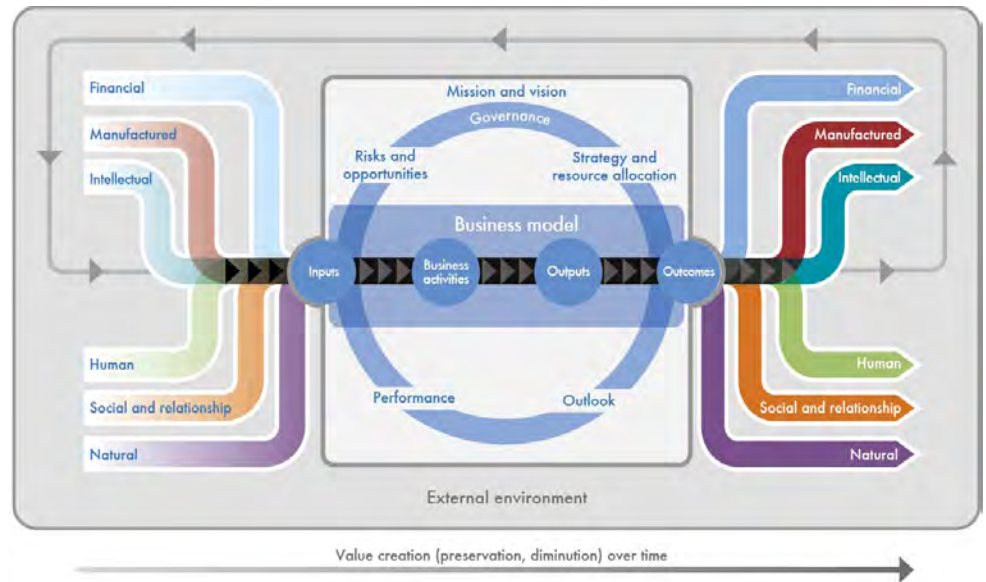 Financial
Manufactured
Intellectual
Human
Social and relationship
Natural
Mission and vision
Governance
Risks and
opportunities
Strategy and
resource allocation
Business model
Inputs
Business
activities
Outputs
Outcomes
Performance
Outlook
Financial
Manufactured
Intellectual
Human
Social and relationship
Natural
External environment
Value creation (preservation, diminution) over time